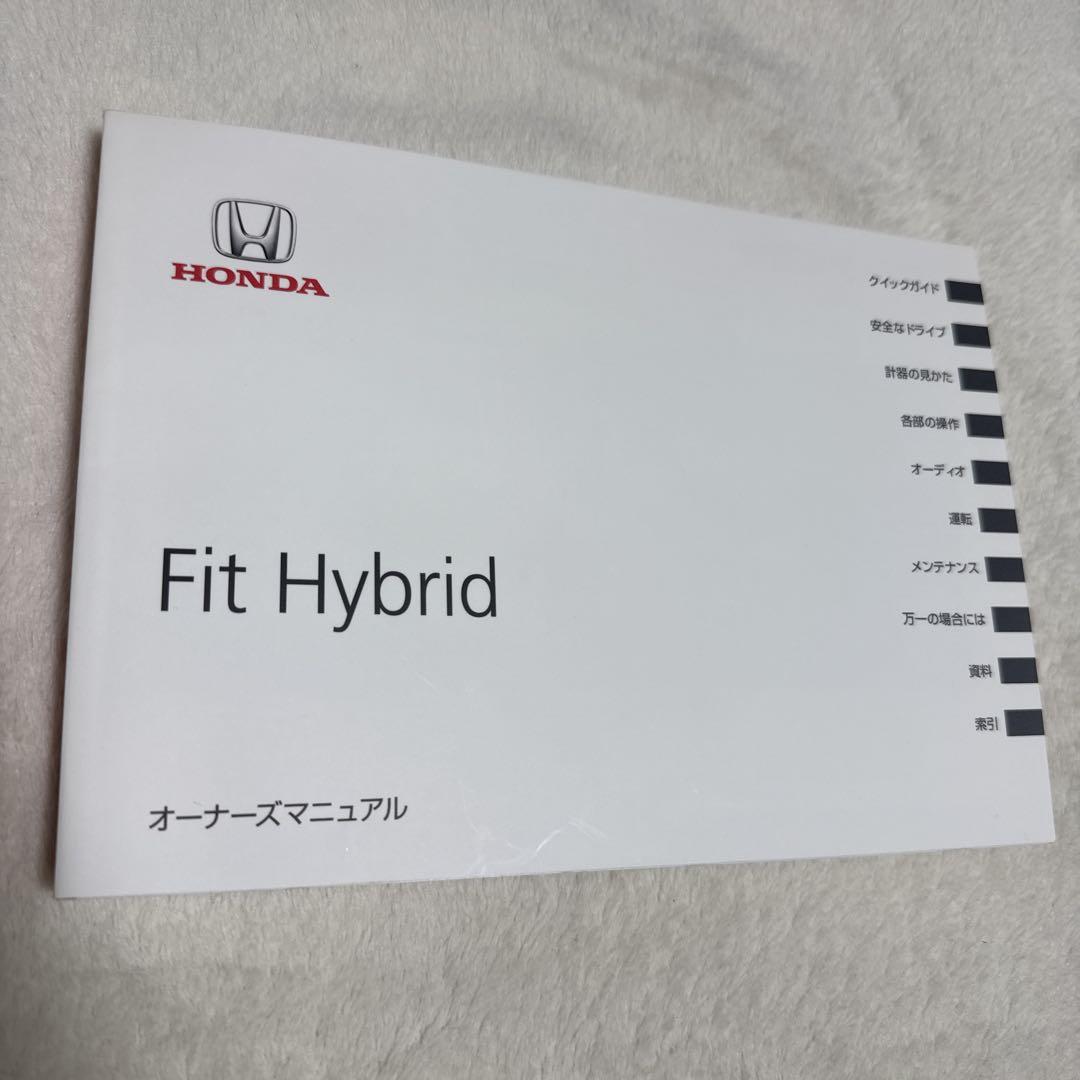 HONDA
クイックガイド
安全なドライブ
計器の見かた
各部の操作
オーディオ
運転
メンテナンス
万一の場合には
資料
索引
Fit Hybrid
オーナーズマニュアル